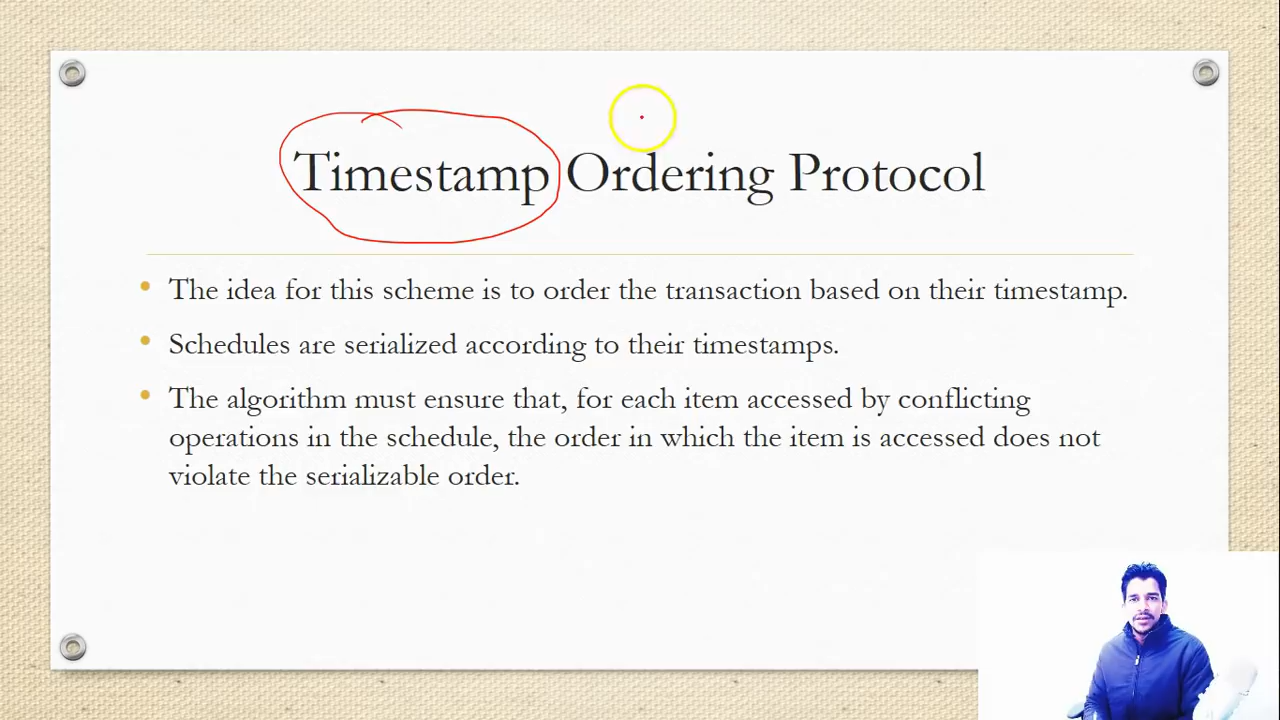 Timestamp Ordering Protocol
• The idea for this scheme is to order the transaction based on their timestamp.
• Schedules are serialized according to their timestamps.
• The algorithm must ensure that, for each item accessed by conflicting
operations in the schedule, the order in which the item is accessed does not
violate the serializable order.